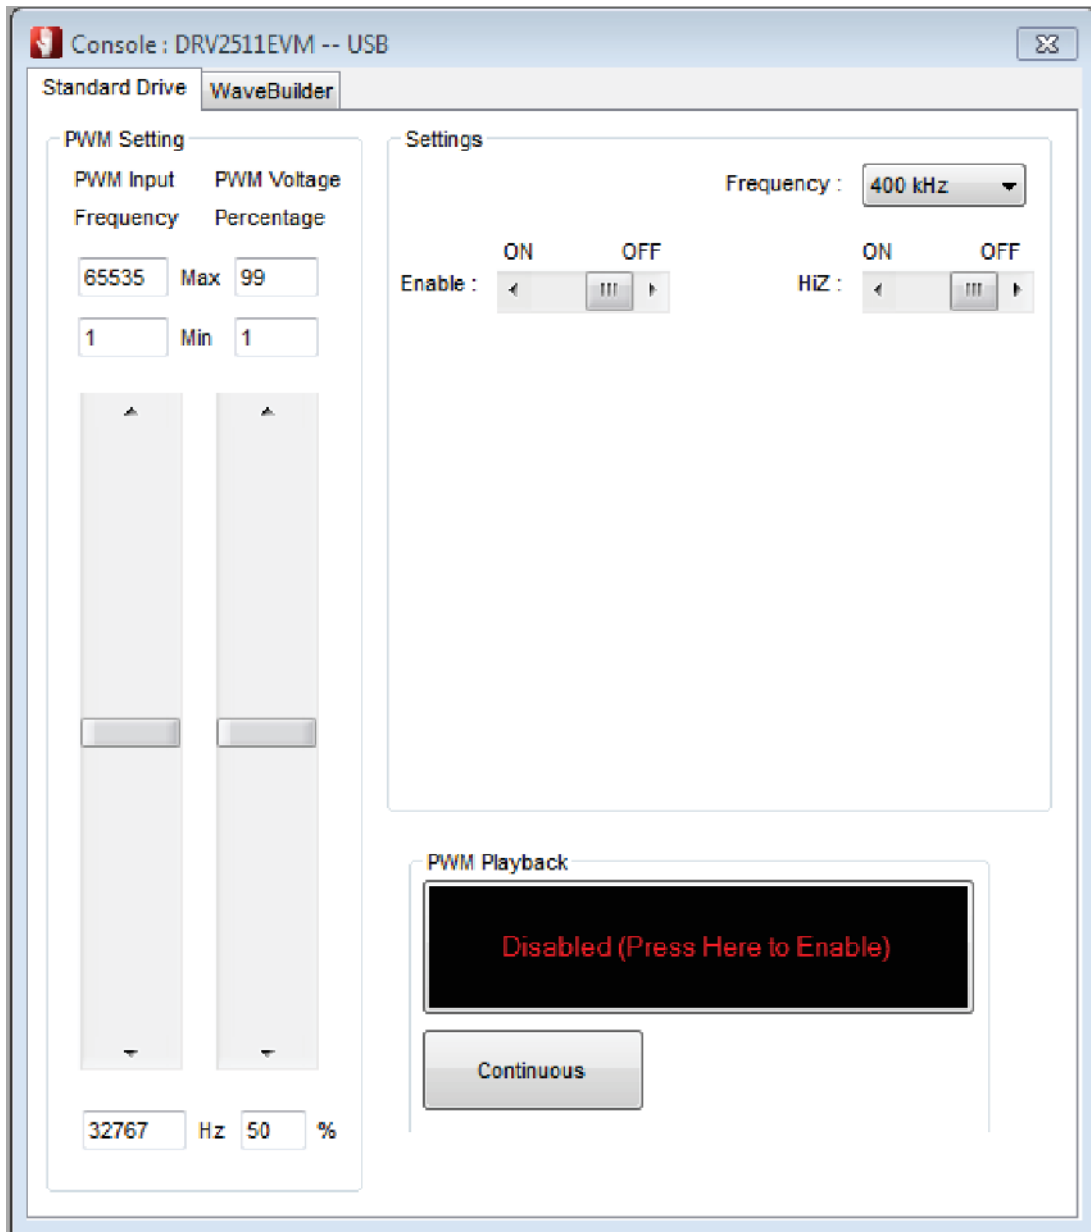 Console : DRV2511EVM -- USB
Standard Drive
WaveBuilder
PWM Setting
PWM Input Frequency
PWM Voltage Percentage
65535 Max 99
1 Min 1
32767 Hz 50 %
Settings
Frequency : 400 kHz
ON OFF
Enable :
ON OFF
HiZ :
PWM Playback
Disabled (Press Here to Enable)
Continuous